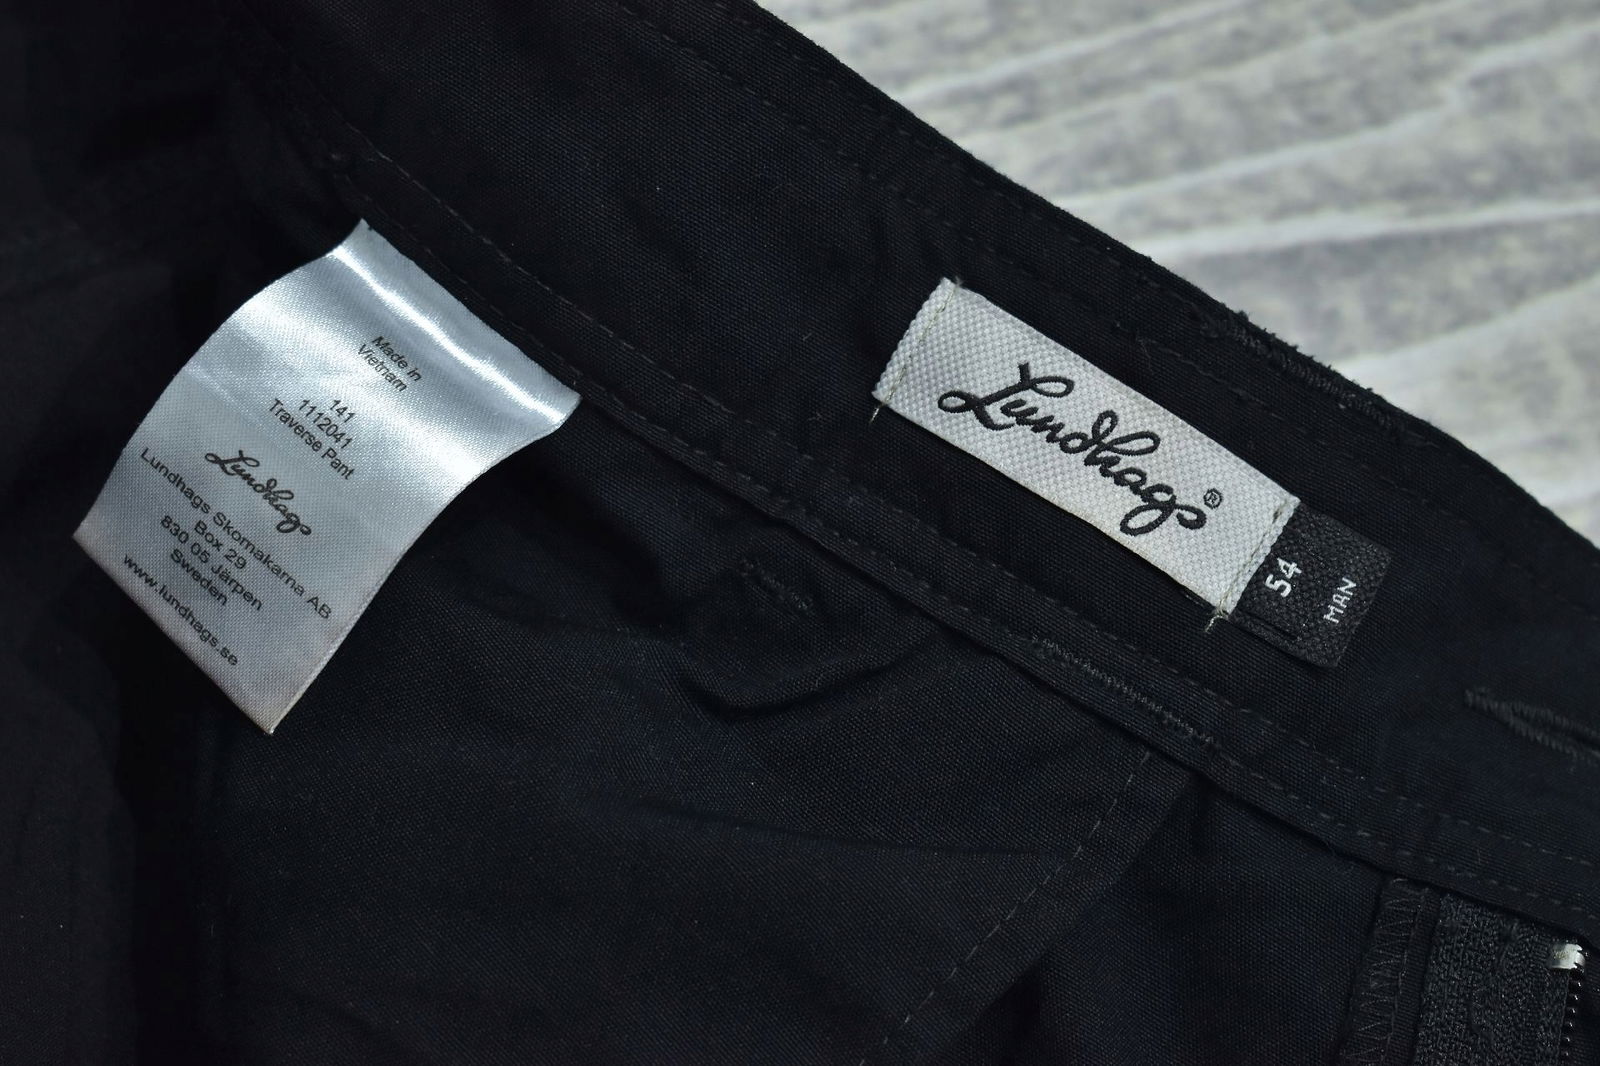 Made in
Vietnam
141
1112041
Traverse Pant
Lundhags
Lundhags Skomakarna AB
Box 29
830 05 Järpen
Sweden
www.lundhags.se
Lundhags®
54
MAN